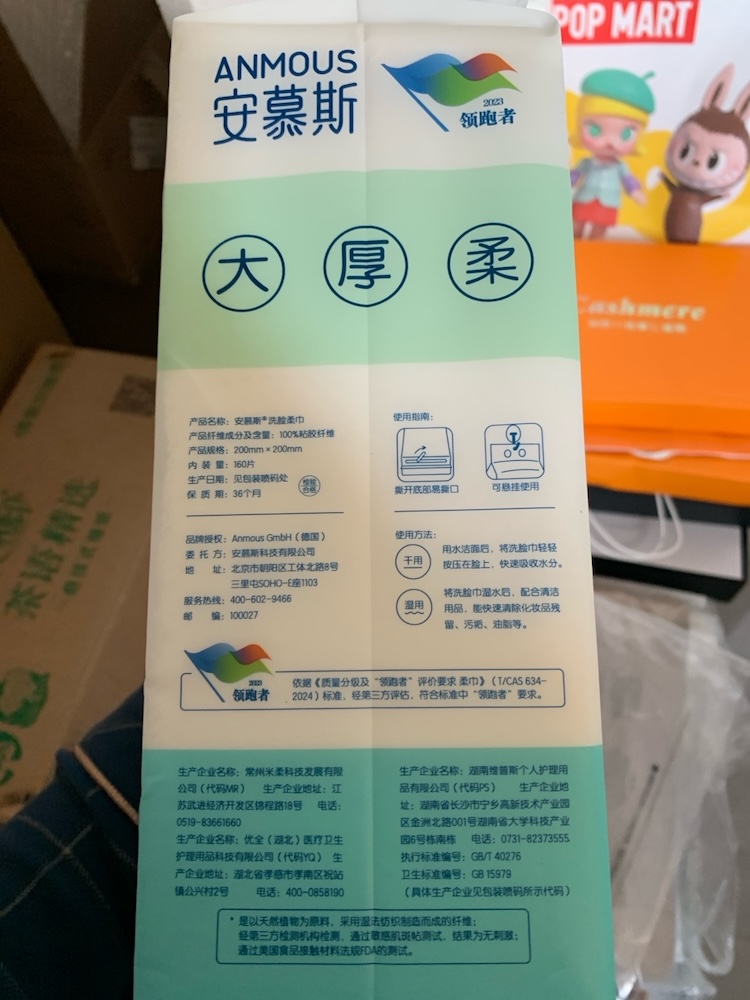 POP MART
ANMOUS
安慕斯
2023
领跑者
大 厚 柔
Cashmere
茶语精选
产品名称：安慕斯®洗脸柔巾
产品纤维成分及含量：100%粘胶纤维
产品规格：200mm×200mm
内装量：160片
生产日期：见包装喷码处
保质期：36个月
检验
合格
使用指南：
撕开底部易撕口
可悬挂使用
品牌授权：Anmous GmbH（德国）
委托方：安慕斯科技有限公司
地址：北京市朝阳区工体北路8号
三里屯SOHO-E座1103
服务热线：400-602-9466
邮编：100027
使用方法：
干用
用水洁面后，将洗脸巾轻轻
按压在脸上，快速吸收水分。
湿用
将洗脸巾湿水后，配合清洁
用品，能快速清除化妆品残
留、污垢、油脂等。
2023
领跑者
依据《质量分级及“领跑者”评价要求 柔巾》（T/CAS 634-
2024）标准，经第三方评估，符合标准中“领跑者”要求。
生产企业名称：常州米柔科技发展有限
公司（代码MR） 生产企业地址：江
苏武进经济开发区锦程路18号 电话：
0519-83661660
生产企业名称：优全（湖北）医疗卫生
护理用品科技有限公司（代码YQ） 生
产企业地址：湖北省孝感市孝南区祝站
镇公兴村2号 电话：400-0858190
生产企业名称：湖南维普斯个人护理用
品有限公司（代码PS） 生产企业地
址：湖南省长沙市宁乡高新技术产业园
区金洲北路001号湖南省大学科技产业
园6号栋南栋 电话：0731-82373555
执行标准编号：GB/T 40276
卫生标准编号：GB 15979
（具体生产企业见包装喷码所示代码）
*是以天然植物为原料，采用湿法纺织制造而成的纤维；
经第三方检测机构检测，通过敏感肌斑帖测试，结果为无刺激；
通过美国食品接触材料法规FDA的测试。